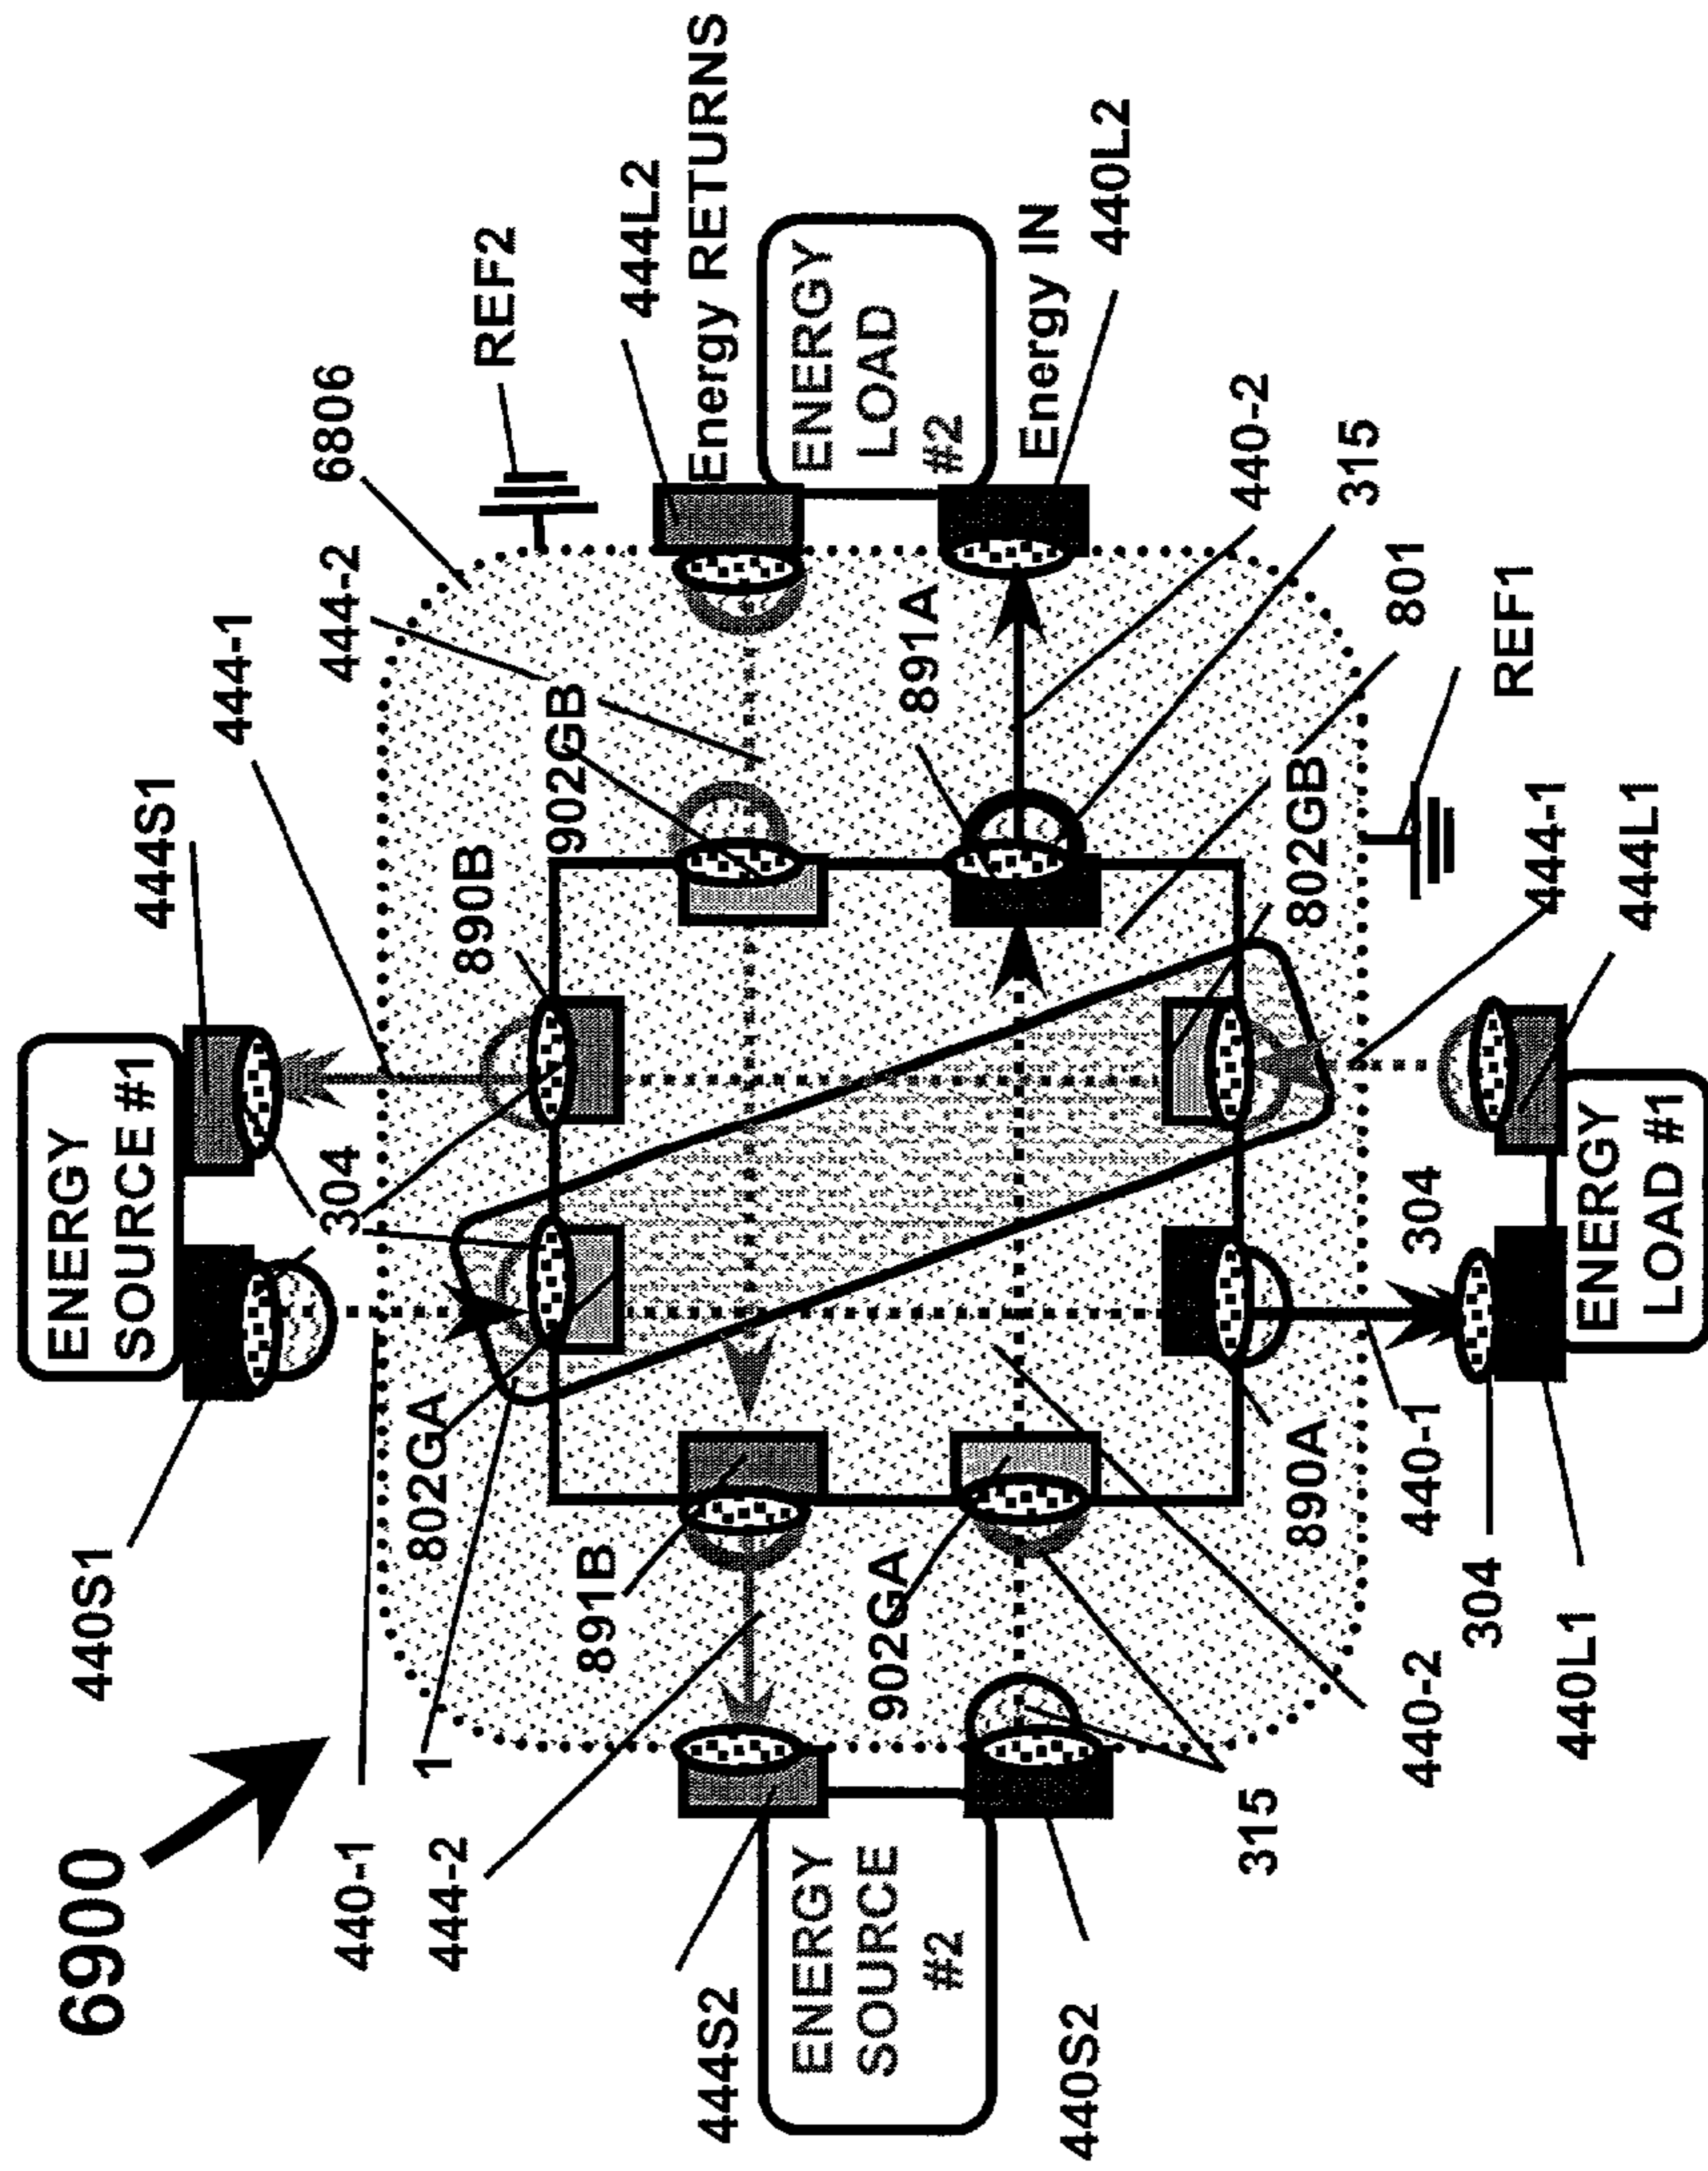 6900
440S1
ENERGY
SOURCE #1
444S1
444-1
444-2
6806
REF2
444L2
Energy RETURNS
440-1
444-2
1
802GA
304
890B
902GB
891B
902GA
891A
444S2
ENERGY
SOURCE
#2
440S2
ENERGY
LOAD
#2
Energy IN
440L2
440-2
315
801
REF1
802GB
890A
315
440-2
440-1
304
304
440L1
ENERGY
LOAD #1
444-1
444L1